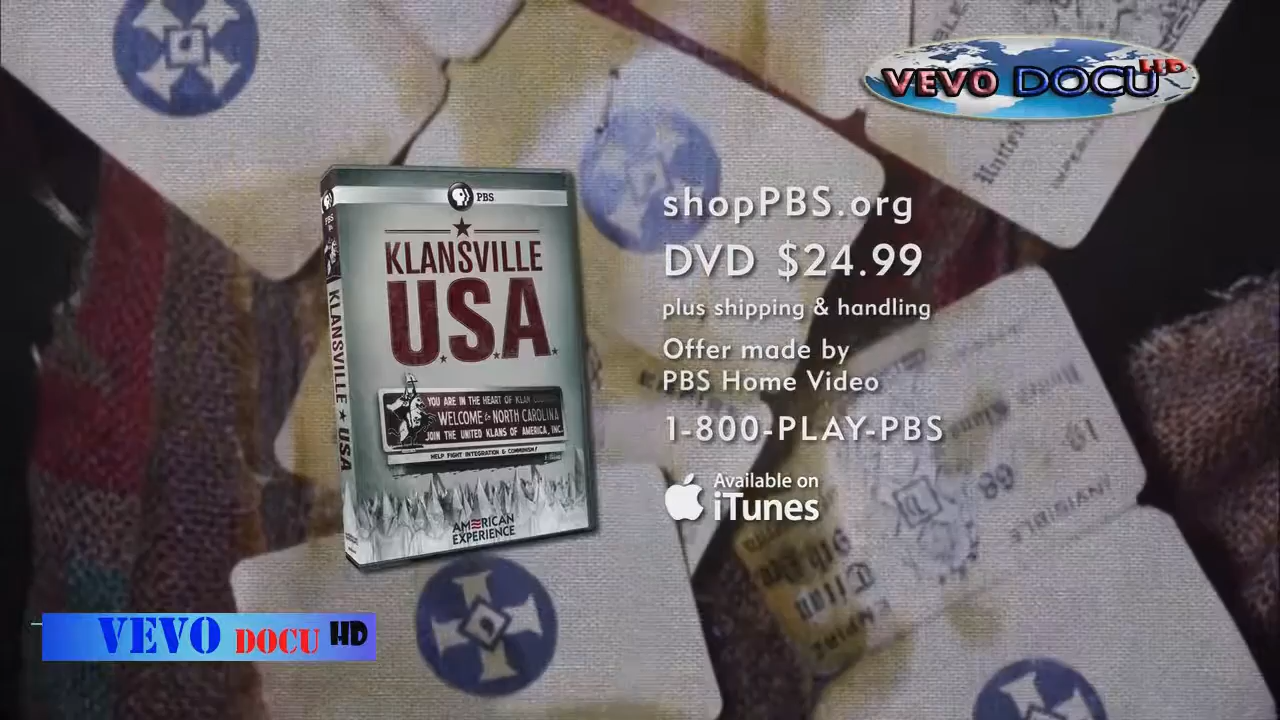 VEVO DOCU HD
United
shopPBS.org
DVD $24.99
plus shipping & handling
Offer made by
PBS Home Video
1-800-PLAY-PBS
Available on
iTunes
PBS
KLANSVILLE
U.S.A.
YOU ARE IN THE HEART OF KLAN
WELCOME to NORTH CAROLINA
JOIN THE UNITED KLANS OF AMERICA, INC.
HELP FIGHT INTEGRATION & COMMUNISM!
AMERICAN
EXPERIENCE
PBS
KLANSVILLE ★ USA
VEVO DOCU HD